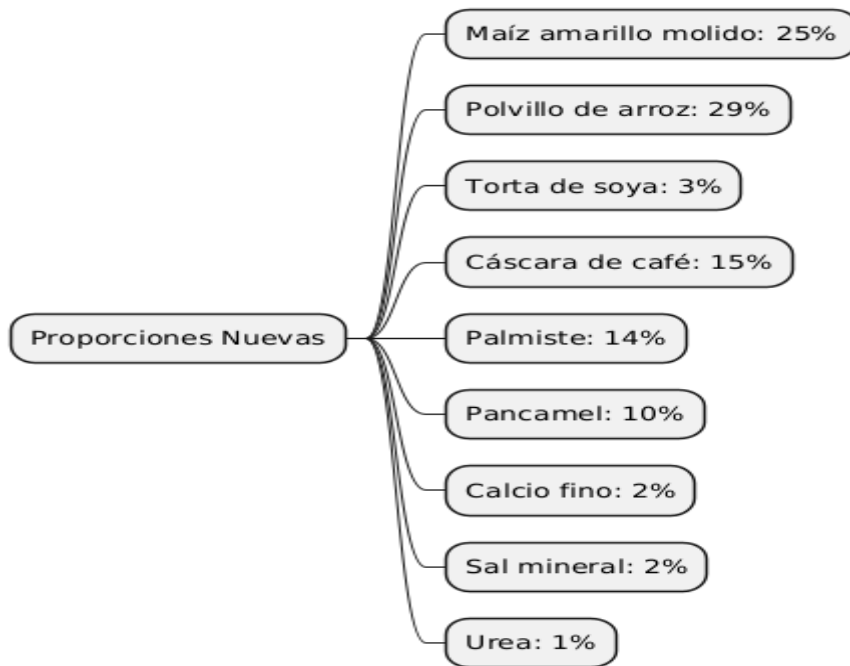 Maíz amarillo molido: 25%
Polvillo de arroz: 29%
Torta de soya: 3%
Cáscara de café: 15%
Proporciones Nuevas
Palmiste: 14%
Pancamel: 10%
Calcio fino: 2%
Sal mineral: 2%
Urea: 1%